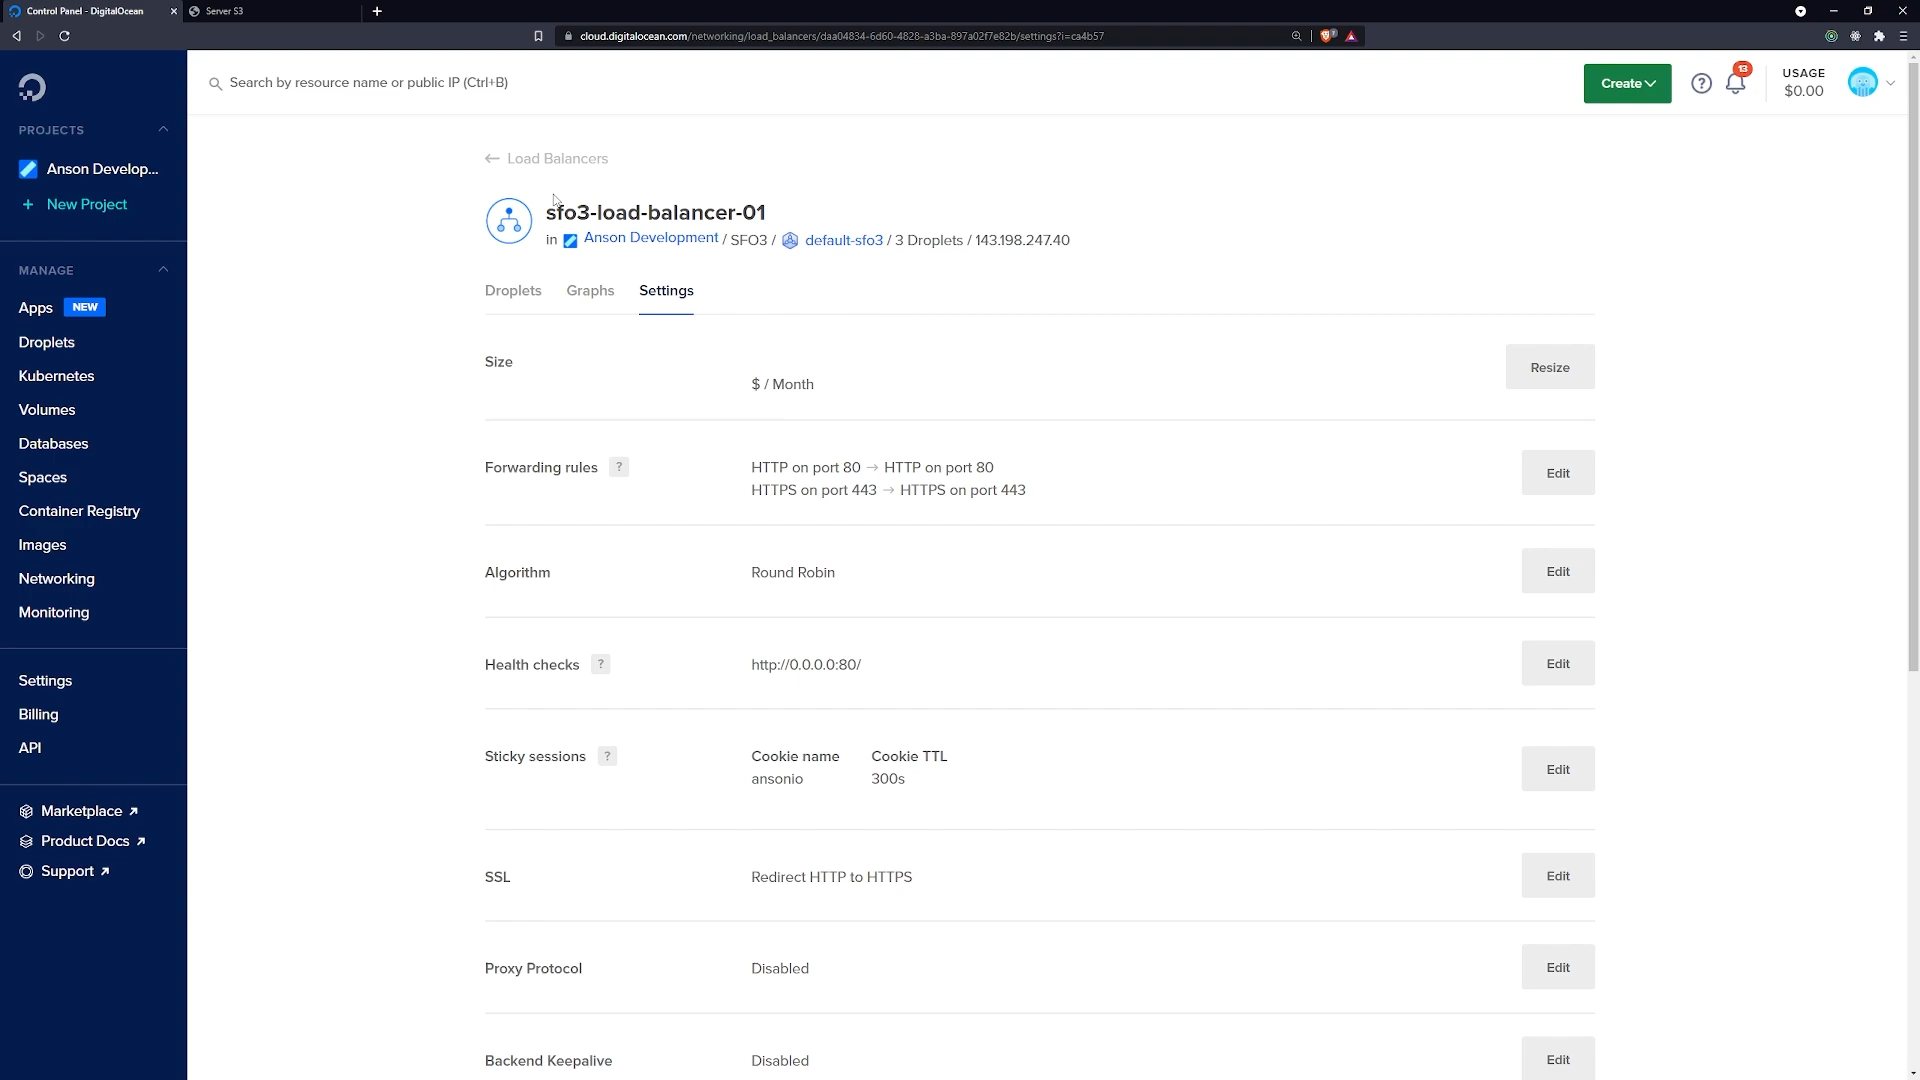 Control Panel - DigitalOcean
Server S3
cloud.digitalocean.com/networking/load_balancers/daa04834-6d60-4828-a3ba-897a02f7e82b/settings?i=ca4b57
Search by resource name or public IP (Ctrl+B)
Create
13
USAGE
$0.00
PROJECTS
Anson Develop...
+ New Project
MANAGE
Apps NEW
Droplets
Kubernetes
Volumes
Databases
Spaces
Container Registry
Images
Networking
Monitoring
Settings
Billing
API
Marketplace ↗
Product Docs ↗
Support ↗
← Load Balancers
sfo3-load-balancer-01
in Anson Development / SFO3 / default-sfo3 / 3 Droplets / 143.198.247.40
Droplets Graphs Settings
Size
$ / Month
Resize
Forwarding rules ?
HTTP on port 80 → HTTP on port 80
HTTPS on port 443 → HTTPS on port 443
Edit
Algorithm
Round Robin
Edit
Health checks ?
http://0.0.0.0:80/
Edit
Sticky sessions ?
Cookie name Cookie TTL
ansonio 300s
Edit
SSL
Redirect HTTP to HTTPS
Edit
Proxy Protocol
Disabled
Edit
Backend Keepalive
Disabled
Edit